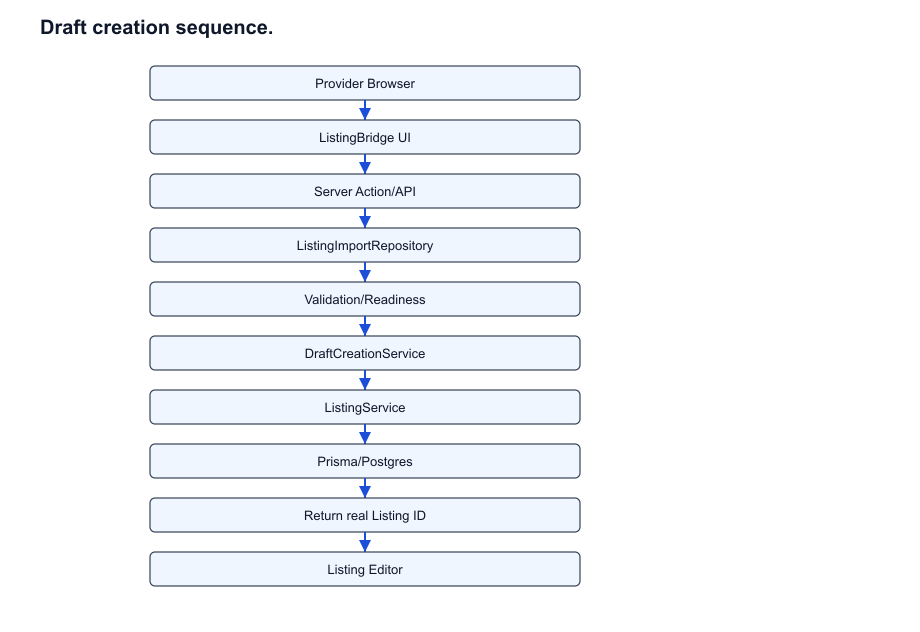 Draft creation sequence.
Provider Browser
ListingBridge UI
Server Action/API
ListingImportRepository
Validation/Readiness
DraftCreationService
ListingService
Prisma/Postgres
Return real Listing ID
Listing Editor